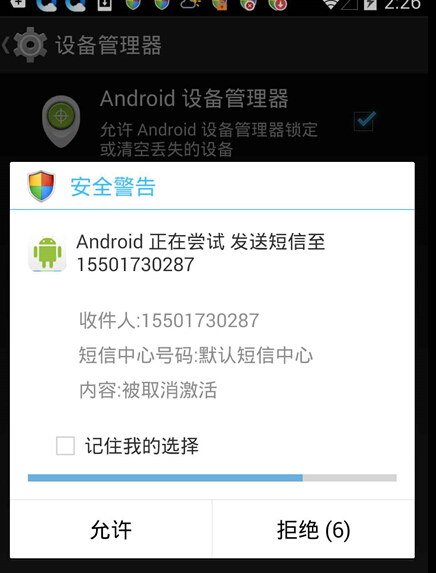 2:26
设备管理器
Android 设备管理器
允许 Android 设备管理器锁定
或清空丢失的设备
安全警告
Android 正在尝试 发送短信至
15501730287
收件人:15501730287
短信中心号码:默认短信中心
内容:被取消激活
记住我的选择
允许
拒绝 (6)